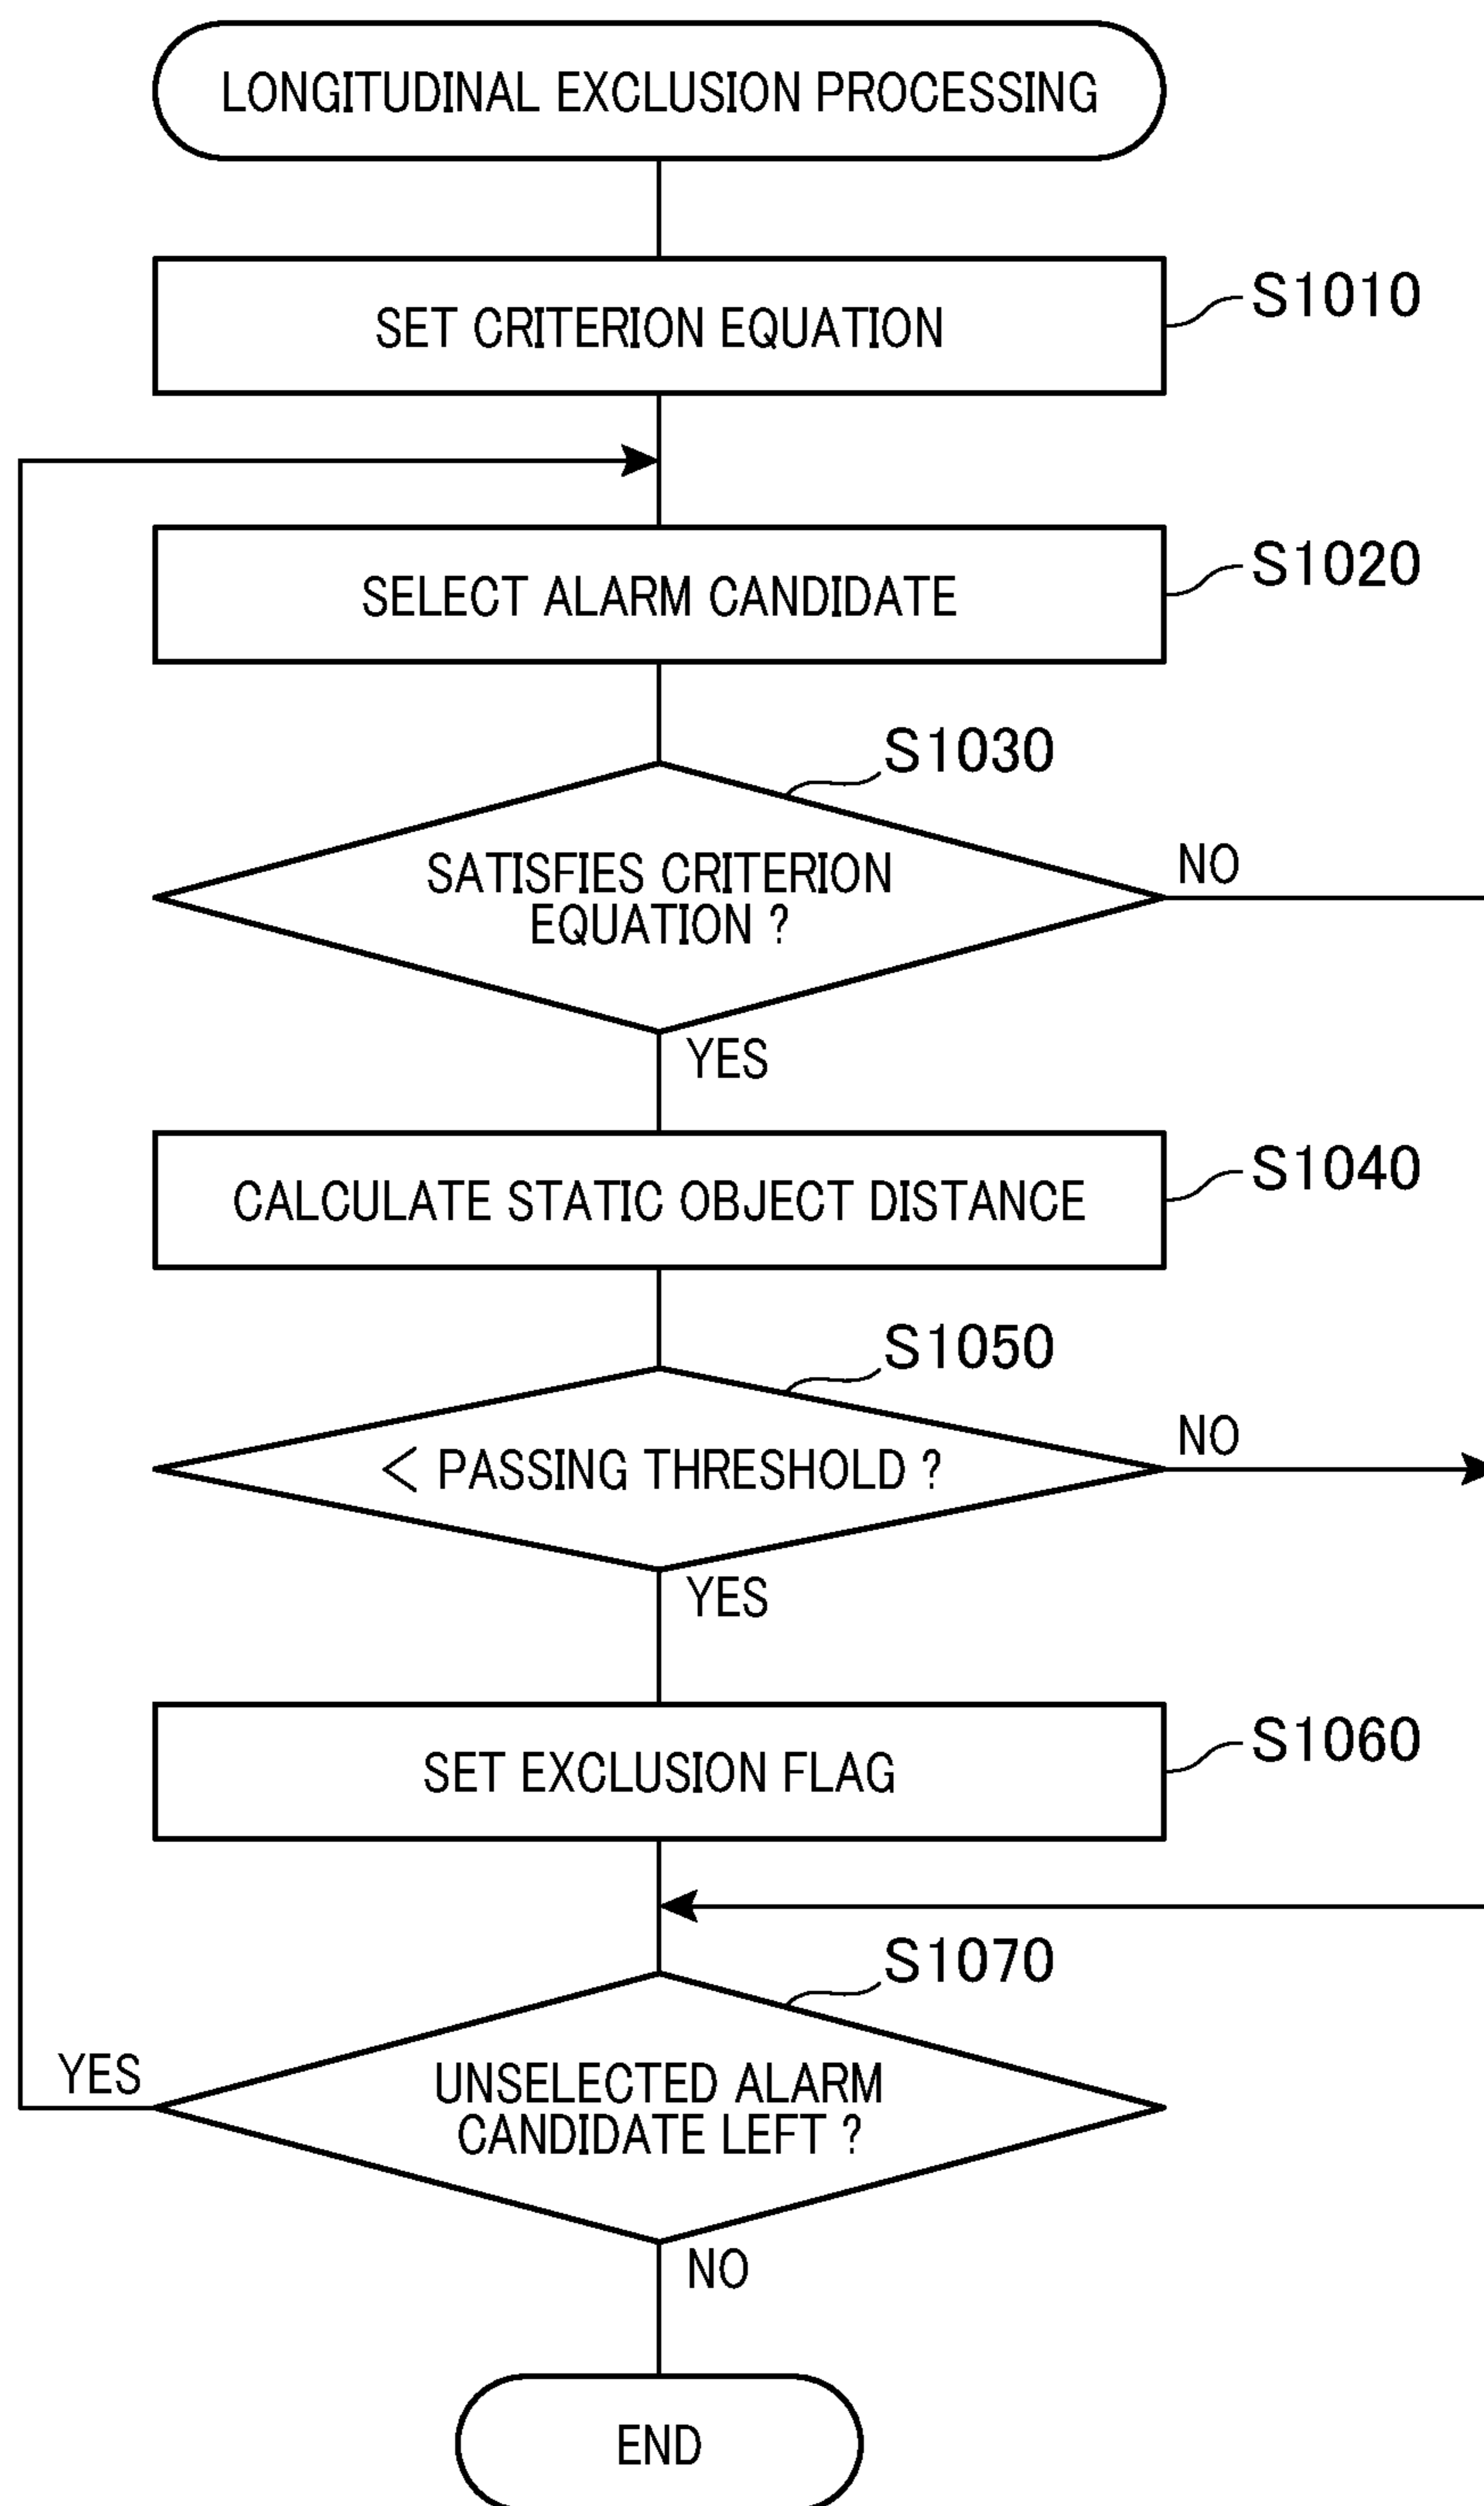 LONGITUDINAL EXCLUSION PROCESSING
SET CRITERION EQUATION
S1010
SELECT ALARM CANDIDATE
S1020
S1030
SATISFIES CRITERION
EQUATION ?
NO
YES
CALCULATE STATIC OBJECT DISTANCE
S1040
S1050
< PASSING THRESHOLD ?
NO
YES
SET EXCLUSION FLAG
S1060
S1070
UNSELECTED ALARM
CANDIDATE LEFT ?
YES
NO
END